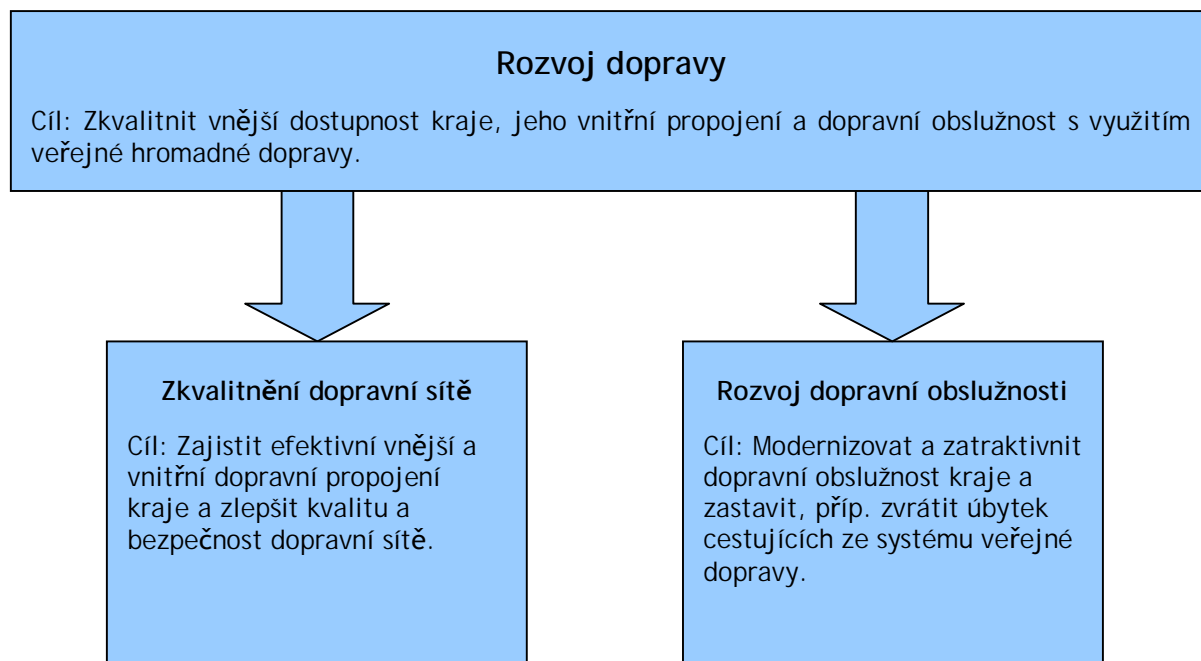 Rozvoj dopravy
Cíl: Zkvalitnit vnější dostupnost kraje, jeho vnitřní propojení a dopravní obslužnost s využitím
veřejné hromadné dopravy.
Zkvalitnění dopravní sítě
Cíl: Zajistit efektivní vnější a
vnitřní dopravní propojení
kraje a zlepšit kvalitu a
bezpečnost dopravní sítě.
Rozvoj dopravní obslužnosti
Cíl: Modernizovat a zatraktivnit
dopravní obslužnost kraje a
zastavit, příp. zvrátit úbytek
cestujících ze systému veřejné
dopravy.